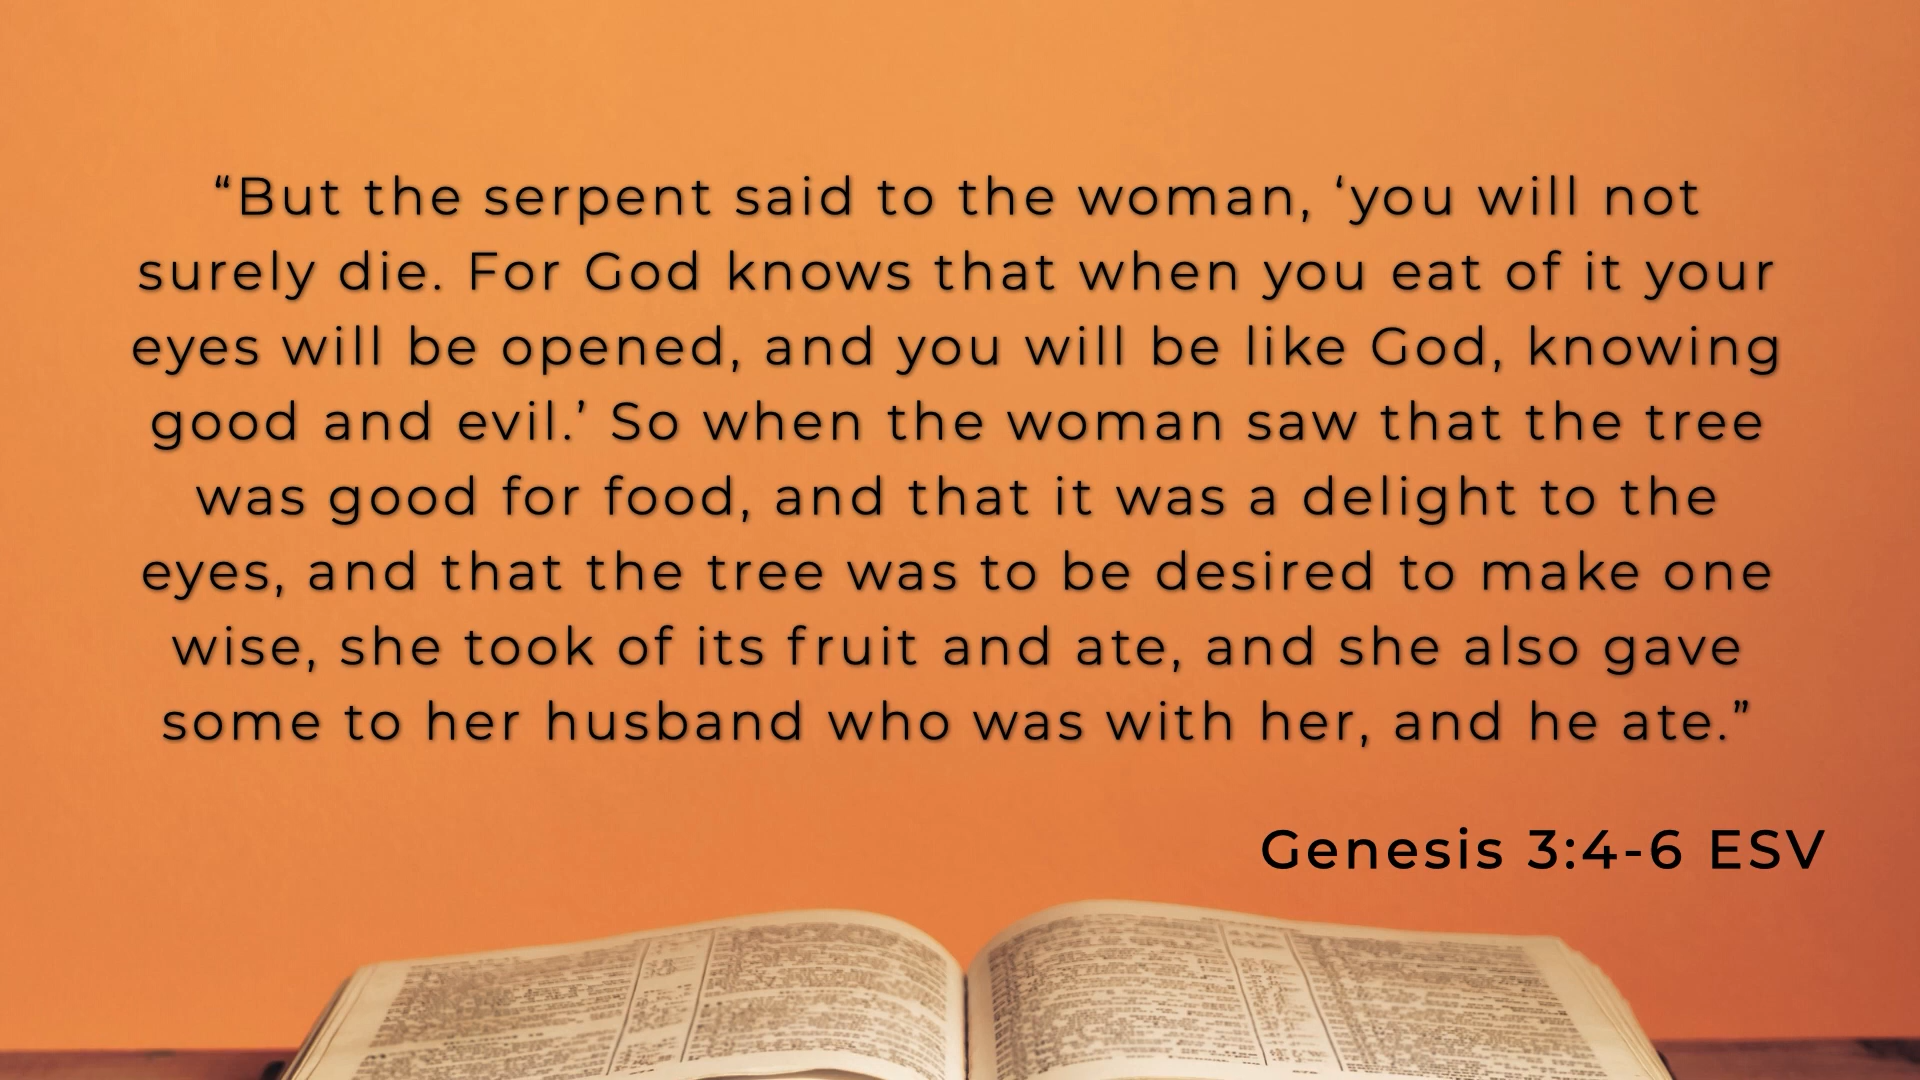 “But the serpent said to the woman, ‘you will not
surely die. For God knows that when you eat of it your
eyes will be opened, and you will be like God, knowing
good and evil.’ So when the woman saw that the tree
was good for food, and that it was a delight to the
eyes, and that the tree was to be desired to make one
wise, she took of its fruit and ate, and she also gave
some to her husband who was with her, and he ate.”
Genesis 3:4-6 ESV